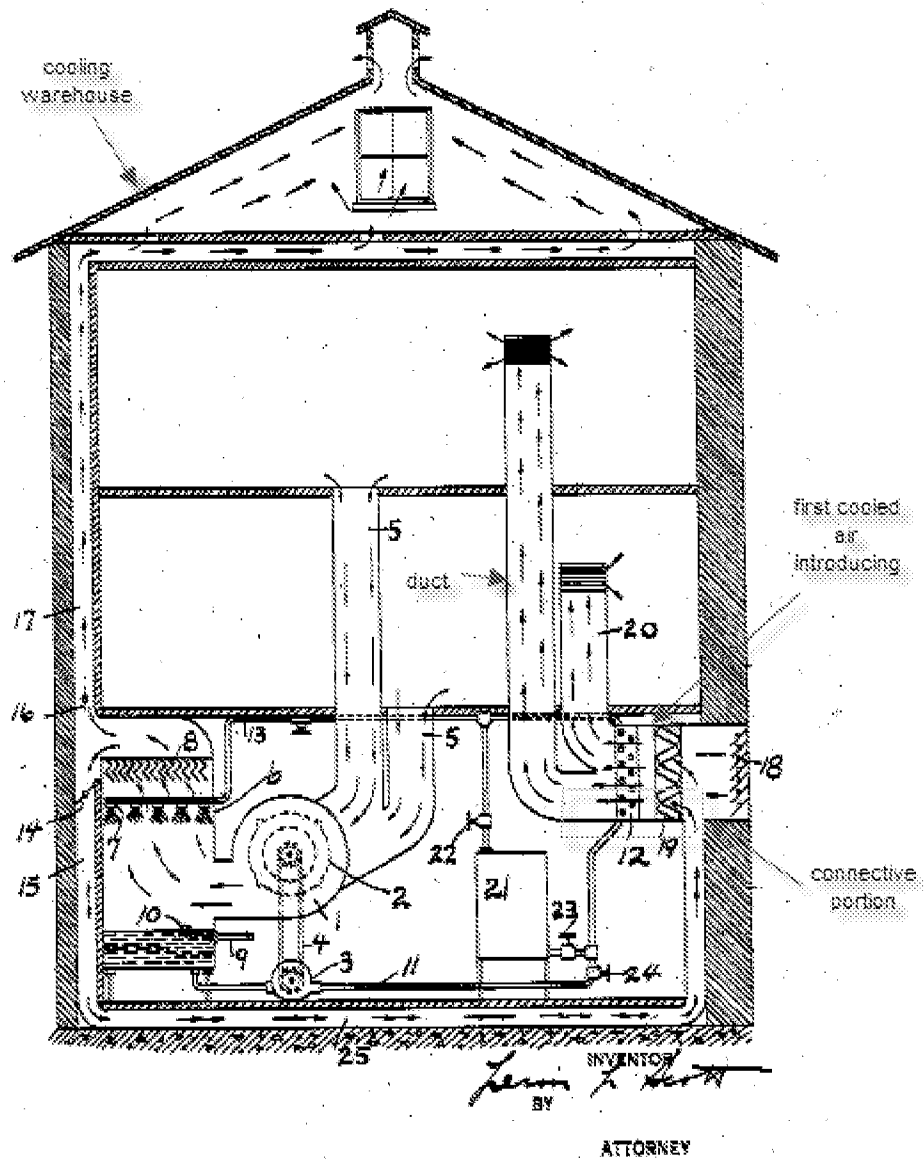 cooling
warehouse
first cooled
air
introducing
5
duct
20
17
16
13
8
5
18
6
14
7
22
12
19
15
2
21
connective
portion
10
23
9
4
3
11
24
25
INVENTOR
BY
ATTORNEY